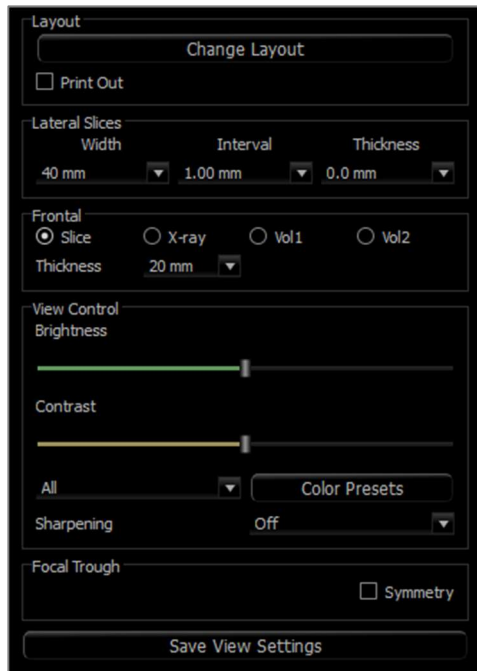 Layout
Change Layout
Print Out
Lateral Slices
Width Interval Thickness
40 mm 1.00 mm 0.0 mm
Frontal
Slice X-ray Vol1 Vol2
Thickness 20 mm
View Control
Brightness
Contrast
All Color Presets
Sharpening Off
Focal Trough
Symmetry
Save View Settings